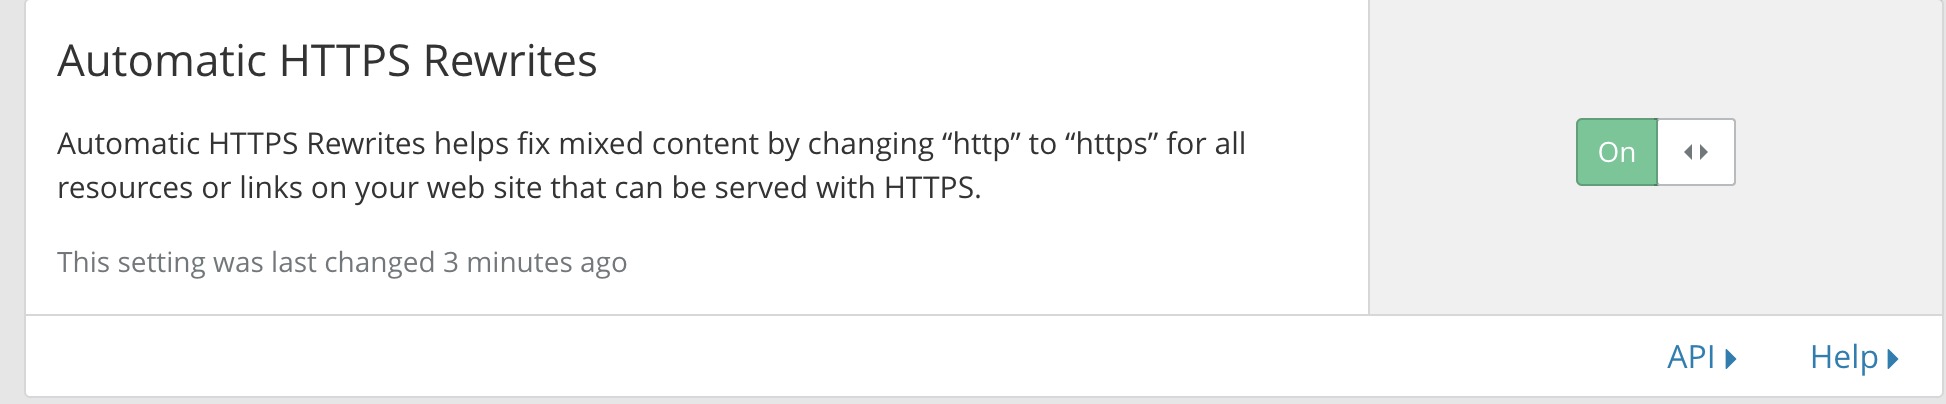 Automatic HTTPS Rewrites
Automatic HTTPS Rewrites helps fix mixed content by changing “http” to “https” for all
resources or links on your web site that can be served with HTTPS.
On
This setting was last changed 3 minutes ago
API
Help